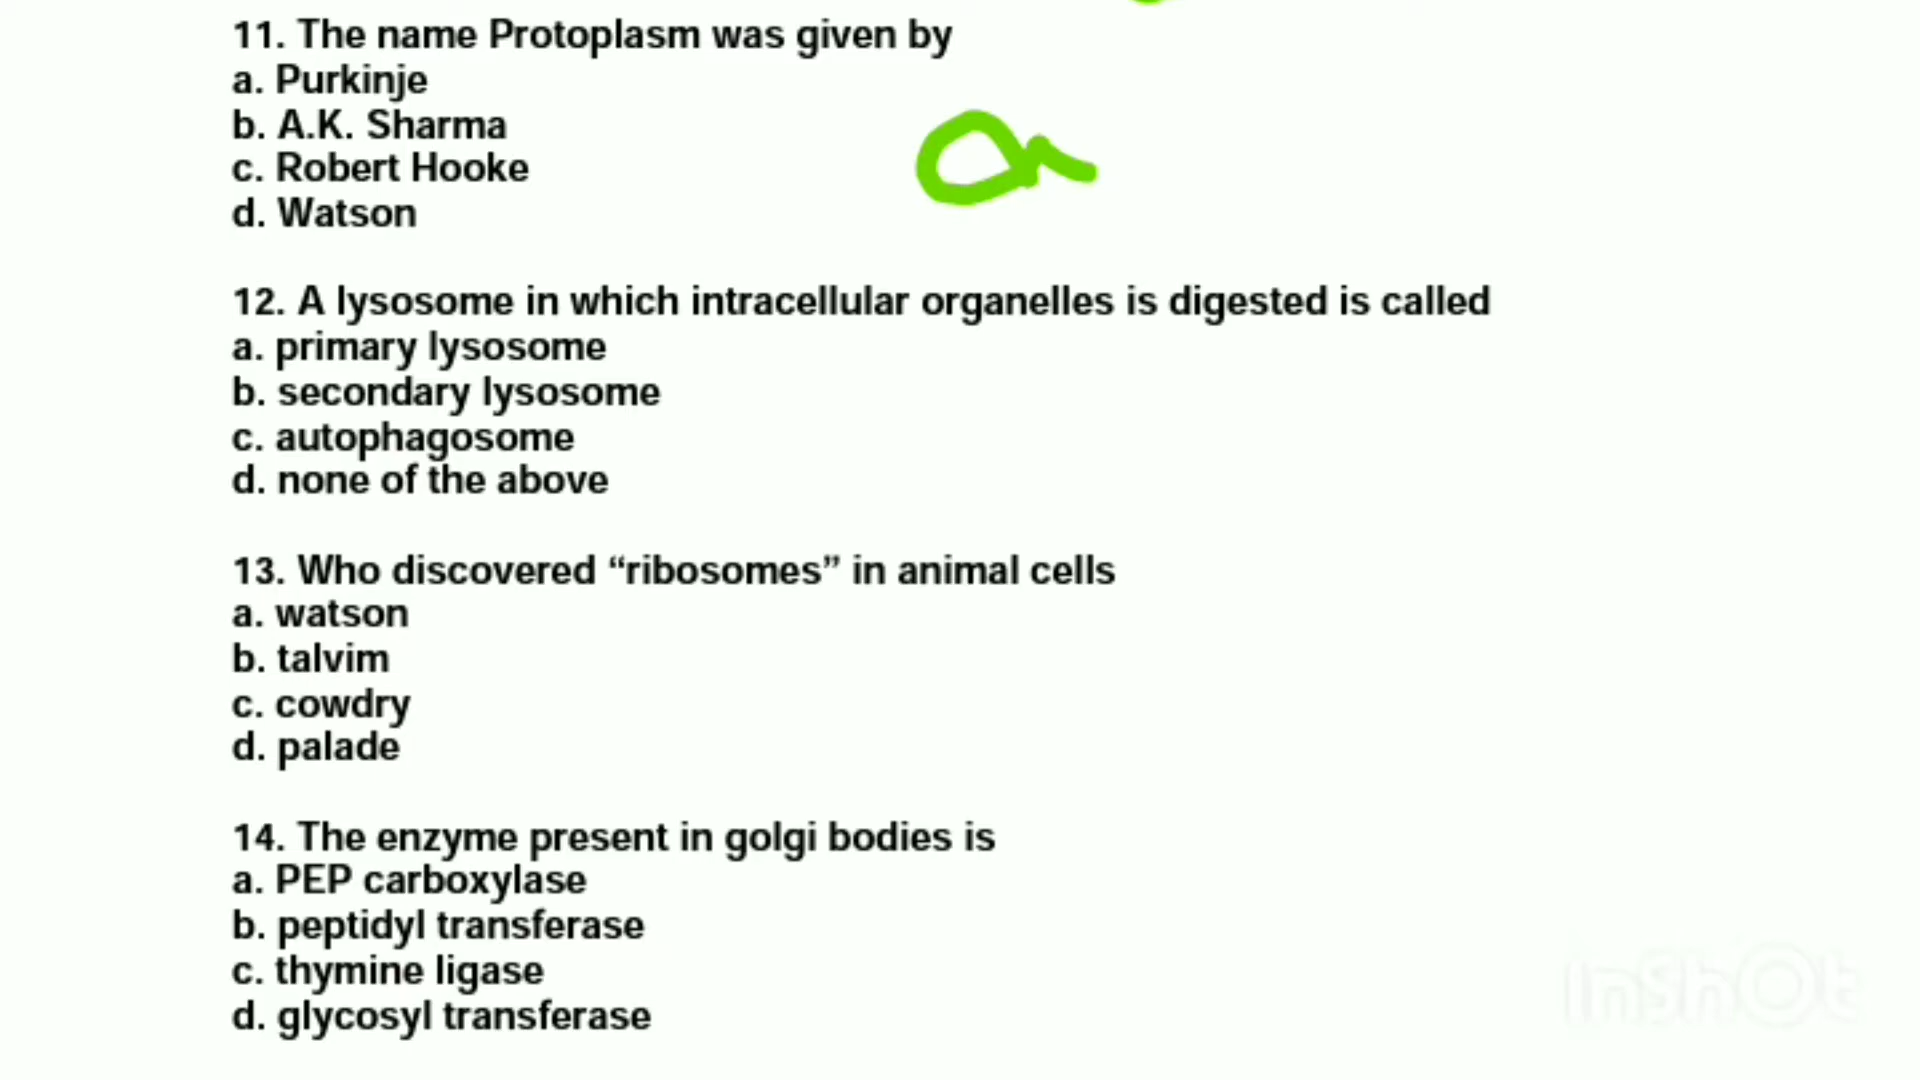 11. The name Protoplasm was given by
a. Purkinje
b. A.K. Sharma
c. Robert Hooke
d. Watson
a
12. A lysosome in which intracellular organelles is digested is called
a. primary lysosome
b. secondary lysosome
c. autophagosome
d. none of the above
13. Who discovered “ribosomes” in animal cells
a. watson
b. talvim
c. cowdry
d. palade
14. The enzyme present in golgi bodies is
a. PEP carboxylase
b. peptidyl transferase
c. thymine ligase
d. glycosyl transferase
InShOt